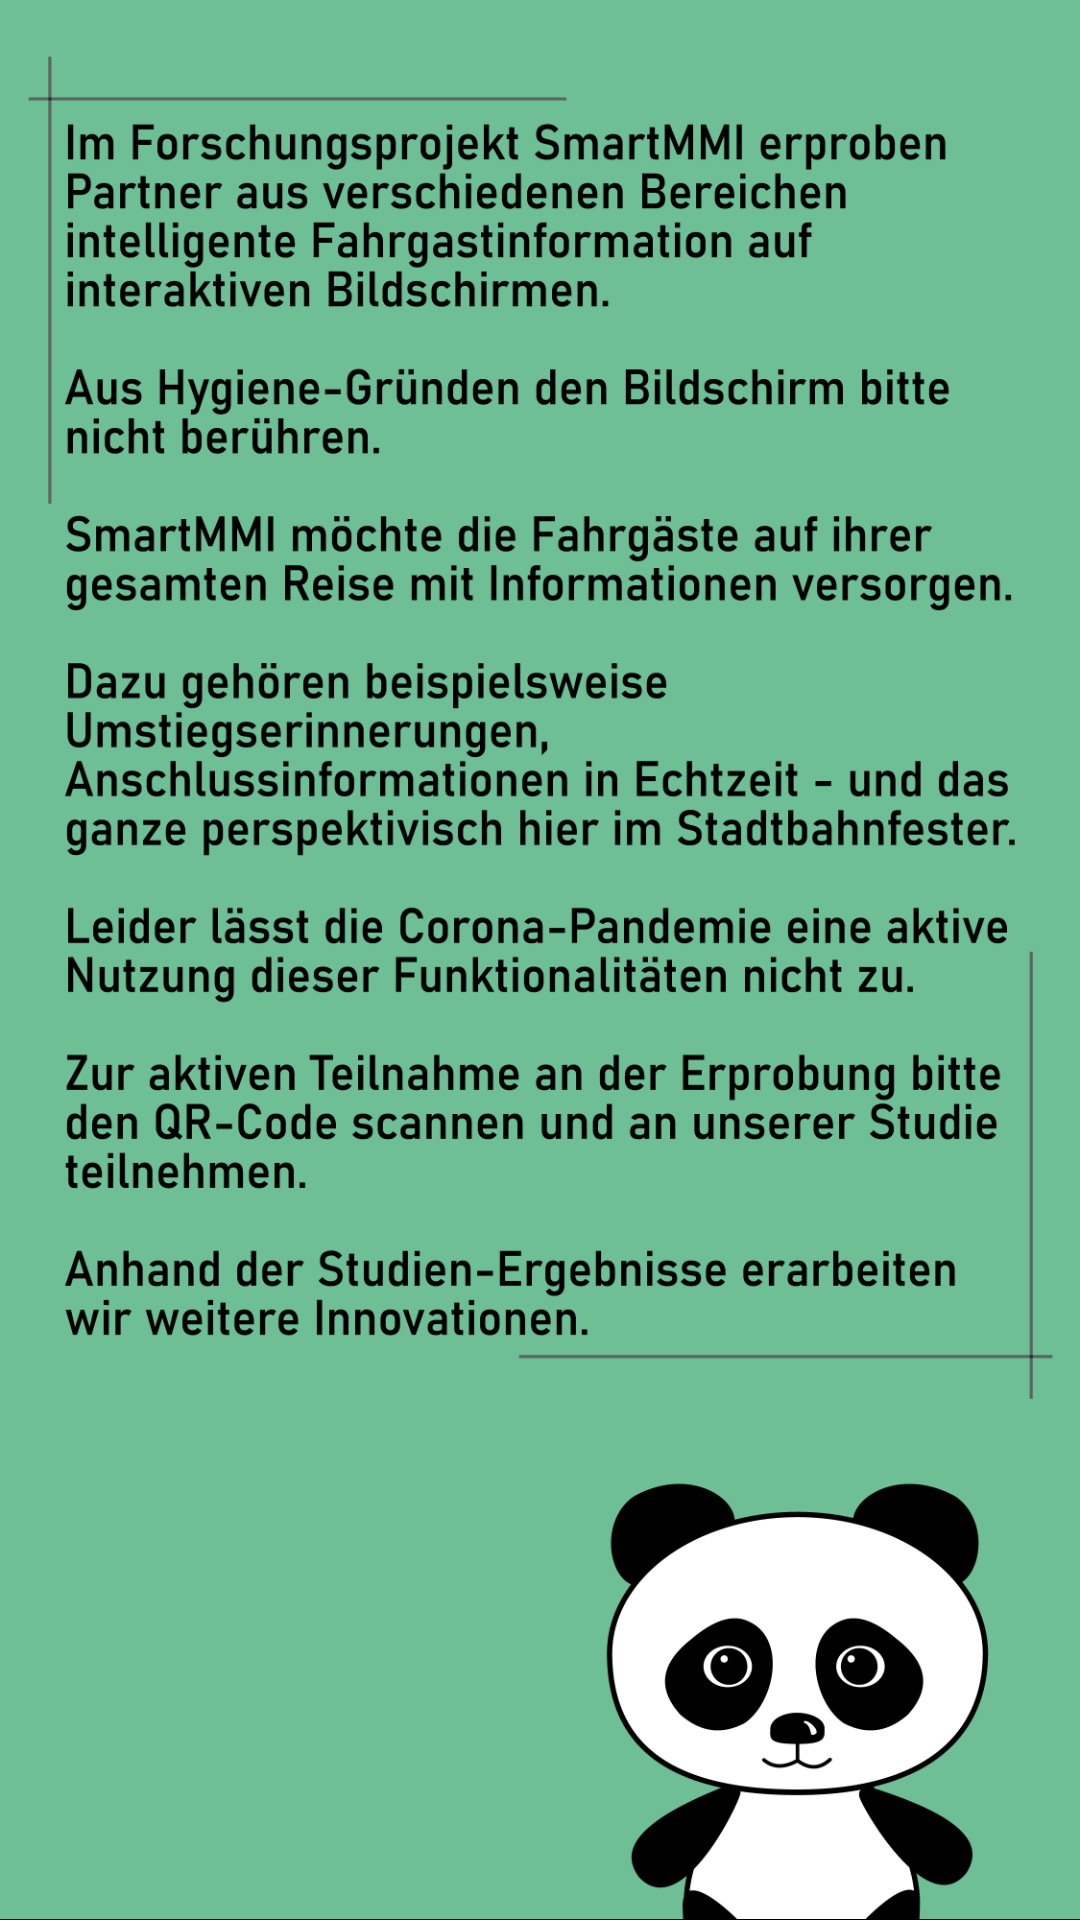 Im Forschungsprojekt SmartMMI erproben
Partner aus verschiedenen Bereichen
intelligente Fahrgastinformation auf
interaktiven Bildschirmen.
Aus Hygiene-Gründen den Bildschirm bitte
nicht berühren.
SmartMMI möchte die Fahrgäste auf ihrer
gesamten Reise mit Informationen versorgen.
Dazu gehören beispielsweise
Umstiegserinnerungen,
Anschlussinformationen in Echtzeit - und das
ganze perspektivisch hier im Stadtbahnfester.
Leider lässt die Corona-Pandemie eine aktive
Nutzung dieser Funktionalitäten nicht zu.
Zur aktiven Teilnahme an der Erprobung bitte
den QR-Code scannen und an unserer Studie
teilnehmen.
Anhand der Studien-Ergebnisse erarbeiten
wir weitere Innovationen.